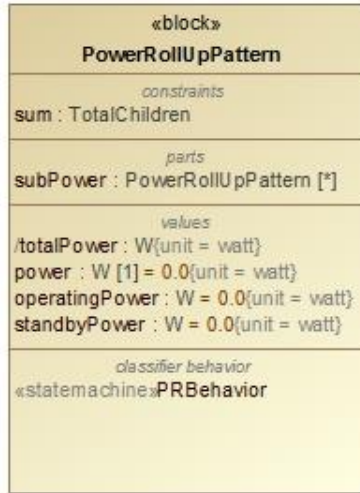 «block»
PowerRollUpPattern
constraints
sum : TotalChildren
parts
subPower : PowerRollUpPattern [*]
values
/totalPower : W{unit = watt}
power : W [1] = 0.0{unit = watt}
operatingPower : W = 0.0{unit = watt}
standbyPower : W = 0.0{unit = watt}
classifier behavior
«statemachine»PRBehavior